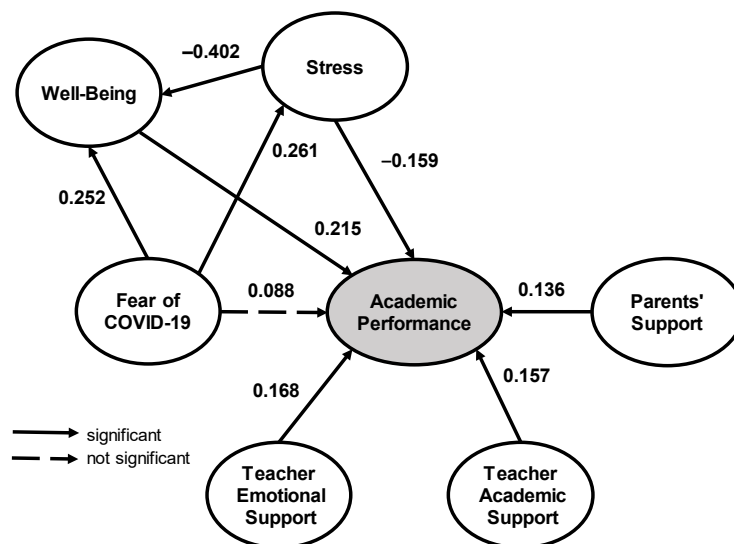 –0.402
Stress
Well-Being
0.261
–0.159
0.252
0.215
Fear of
COVID-19
0.088
Academic
Performance
0.136
Parents'
Support
0.168
0.157
significant
not significant
Teacher
Emotional
Support
Teacher
Academic
Support